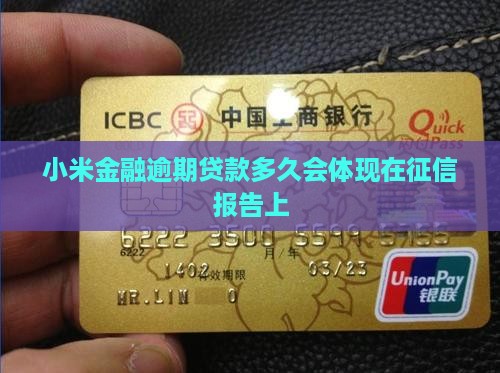 ICBC 中国工商银行
Quick
Pass
小米金融逾期贷款多久会体现在征信
报告上
6222
月/年
1402 有效期限 03/23
MR.LIN 0
UnionPay
银联